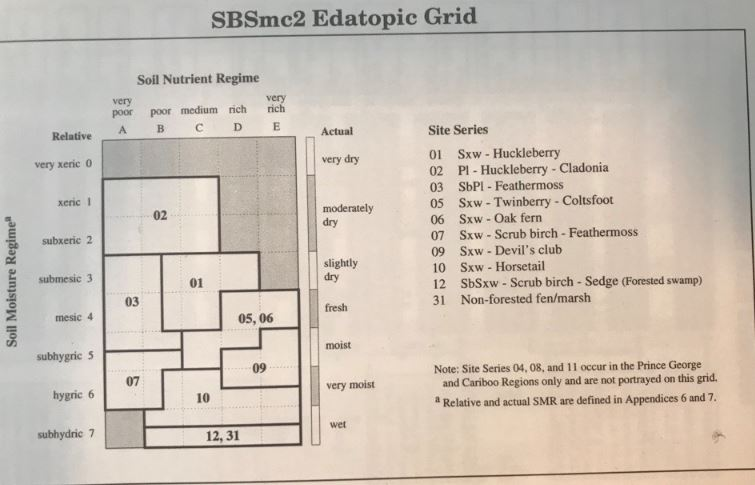 SBSmc2 Edatopic Grid
Soil Nutrient Regime
very poor poor medium rich very rich
Relative A B C D E Actual
very xeric 0
xeric 1
subxeric 2
submesic 3
mesic 4
subhygric 5
hygric 6
subhydric 7
Soil Moisture Regimeª
02
01
03
05, 06
09
07
10
12, 31
very dry
moderately
dry
slightly
dry
fresh
moist
very moist
wet
Site Series
01 Sxw - Huckleberry
02 Pl - Huckleberry - Cladonia
03 SbPl - Feathermoss
05 Sxw - Twinberry - Coltsfoot
06 Sxw - Oak fern
07 Sxw - Scrub birch - Feathermoss
09 Sxw - Devil's club
10 Sxw - Horsetail
12 SbSxw - Scrub birch - Sedge (Forested swamp)
31 Non-forested fen/marsh
Note: Site Series 04, 08, and 11 occur in the Prince George
and Cariboo Regions only and are not portrayed on this grid.
ª Relative and actual SMR are defined in Appendices 6 and 7.